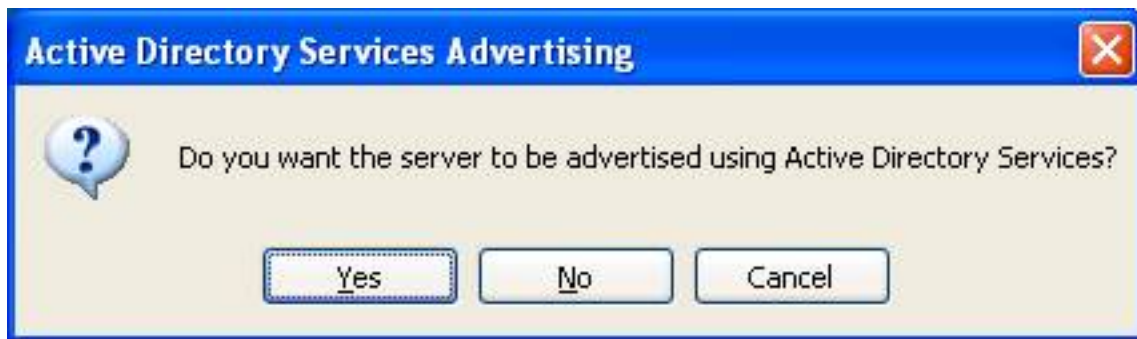 Active Directory Services Advertising
Do you want the server to be advertised using Active Directory Services?
Yes No Cancel